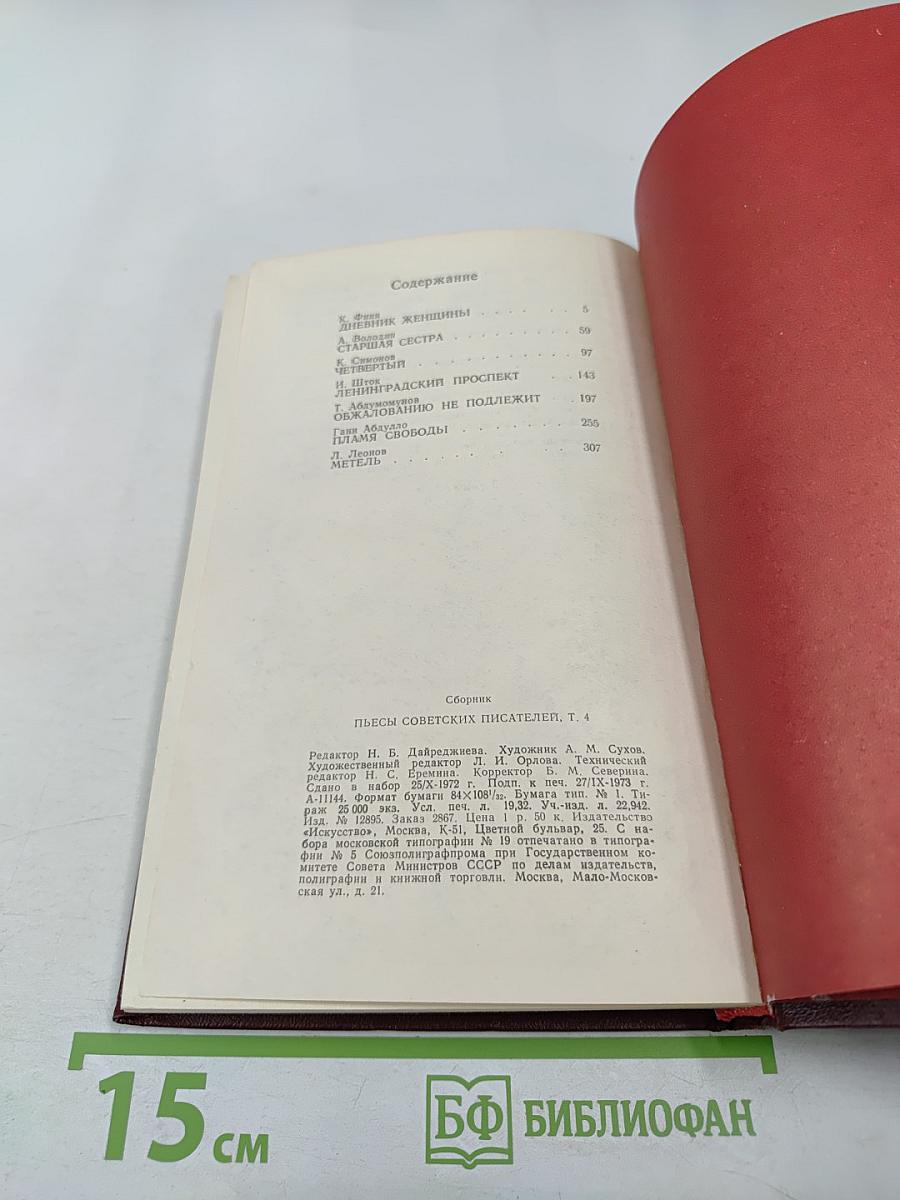 Содержание
К. Финн
ДНЕВНИК ЖЕНЩИНЫ . . . . . . . 5
А. Володин
СТАРШАЯ СЕСТРА . . . . . . . . 59
К. Симонов
ЧЕТВЕРТЫЙ . . . . . . . . . . 97
И. Шток
ЛЕНИНГРАДСКИЙ ПРОСПЕКТ . . 143
Т. Абдумомунов
ОБЖАЛОВАНИЮ НЕ ПОДЛЕЖИТ . 197
Гани Абдулло
ПЛАМЯ СВОБОДЫ . . . . . . . 255
Л. Леонов
МЕТЕЛЬ . . . . . . . . . . 307
Сборник
ПЬЕСЫ СОВЕТСКИХ ПИСАТЕЛЕЙ, Т. 4
Редактор Н. Б. Дайреджиева. Художник А. М. Сухов.
Художественный редактор Л. И. Орлова. Технический
редактор Н. С. Еремина. Корректор Б. М. Северина.
Сдано в набор 25/X-1972 г. Подп. к печ. 27/IX-1973 г.
А-11144. Формат бумаги 84×108¹/₃₂. Бумага тип. № 1. Ти-
раж 25 000 экз. Усл. печ. л. 19,32. Уч.-изд. л. 22,942.
Изд. № 12895. Заказ 2867. Цена 1 р. 50 к. Издательство
«Искусство», Москва, К-51, Цветной бульвар, 25. С на-
бора московской типографии № 19 отпечатано в типогра-
фии № 5 Союзполиграфпрома при Государственном ко-
митете Совета Министров СССР по делам издательств,
полиграфии и книжной торговли. Москва, Мало-Москов-
ская ул., д. 21.
15 см
БФ БИБЛИОФАН